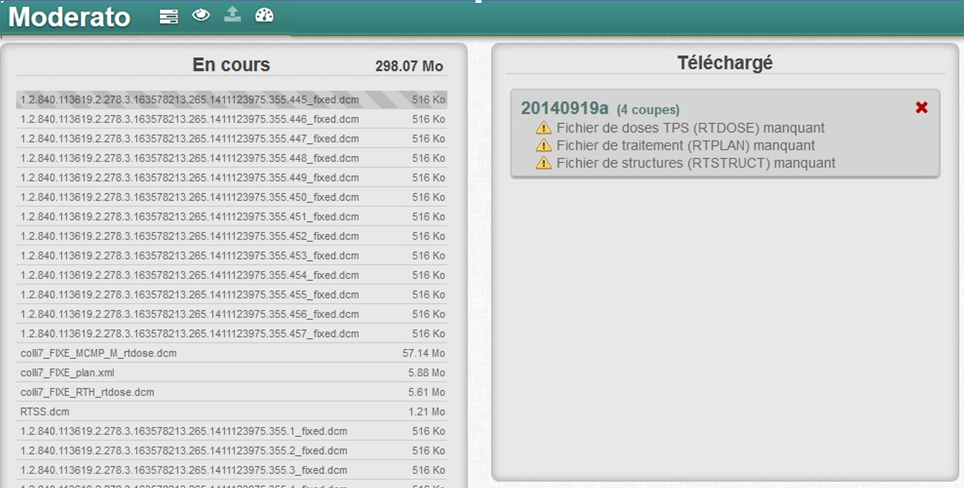 Moderato
En cours 298.07 Mo
1.2.840.113619.2.278.3.163578213.265.1411123975.355.445_fixed.dcm 516 Ko
1.2.840.113619.2.278.3.163578213.265.1411123975.355.446_fixed.dcm 516 Ko
1.2.840.113619.2.278.3.163578213.265.1411123975.355.447_fixed.dcm 516 Ko
1.2.840.113619.2.278.3.163578213.265.1411123975.355.448_fixed.dcm 516 Ko
1.2.840.113619.2.278.3.163578213.265.1411123975.355.449_fixed.dcm 516 Ko
1.2.840.113619.2.278.3.163578213.265.1411123975.355.450_fixed.dcm 516 Ko
1.2.840.113619.2.278.3.163578213.265.1411123975.355.451_fixed.dcm 516 Ko
1.2.840.113619.2.278.3.163578213.265.1411123975.355.452_fixed.dcm 516 Ko
1.2.840.113619.2.278.3.163578213.265.1411123975.355.453_fixed.dcm 516 Ko
1.2.840.113619.2.278.3.163578213.265.1411123975.355.454_fixed.dcm 516 Ko
1.2.840.113619.2.278.3.163578213.265.1411123975.355.455_fixed.dcm 516 Ko
1.2.840.113619.2.278.3.163578213.265.1411123975.355.456_fixed.dcm 516 Ko
1.2.840.113619.2.278.3.163578213.265.1411123975.355.457_fixed.dcm 516 Ko
colli7_FIXE_MCMP_M_rtdose.dcm 57.14 Mo
colli7_FIXE_plan.xml 5.88 Mo
colli7_FIXE_RTH_rtdose.dcm 5.61 Mo
RTSS.dcm 1.21 Mo
1.2.840.113619.2.278.3.163578213.265.1411123975.355.1_fixed.dcm 516 Ko
1.2.840.113619.2.278.3.163578213.265.1411123975.355.2_fixed.dcm 516 Ko
1.2.840.113619.2.278.3.163578213.265.1411123975.355.3_fixed.dcm 516 Ko
Téléchargé
20140919a (4 coupes)
Fichier de doses TPS (RTDOSE) manquant
Fichier de traitement (RTPLAN) manquant
Fichier de structures (RTSTRUCT) manquant